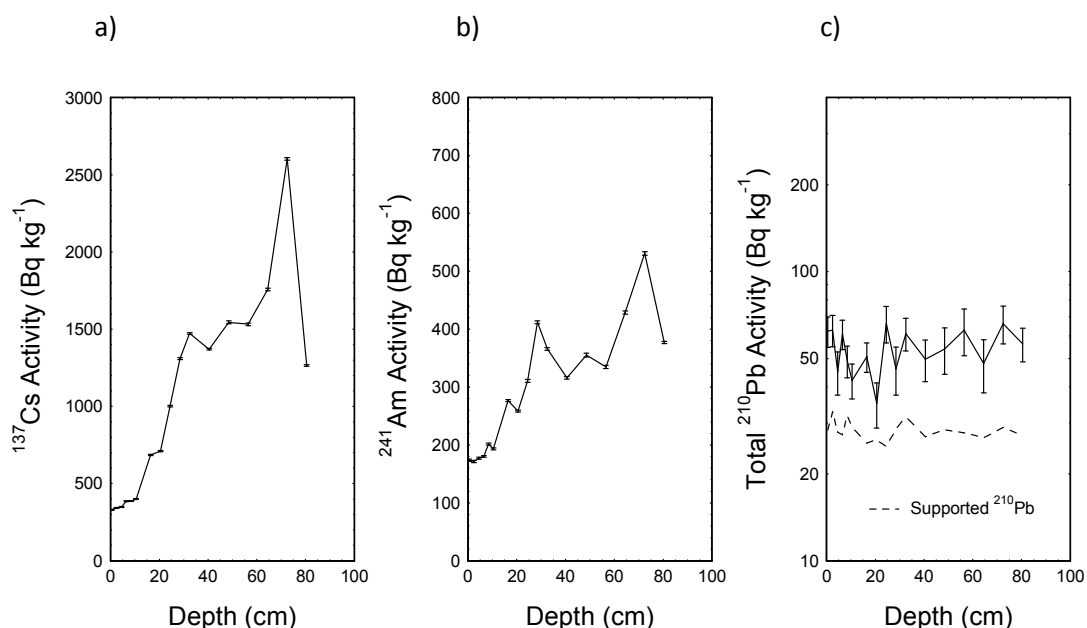 a)
b)
c)
¹³⁷Cs Activity (Bq kg⁻¹)
3000
2500
2000
1500
1000
500
0
0 20 40 60 80 100
Depth (cm)
²⁴¹Am Activity (Bq kg⁻¹)
800
700
600
500
400
300
200
100
0
0 20 40 60 80 100
Depth (cm)
Total ²¹⁰Pb Activity (Bq kg⁻¹)
200
100
50
20
10
Supported ²¹⁰Pb
0 20 40 60 80 100
Depth (cm)